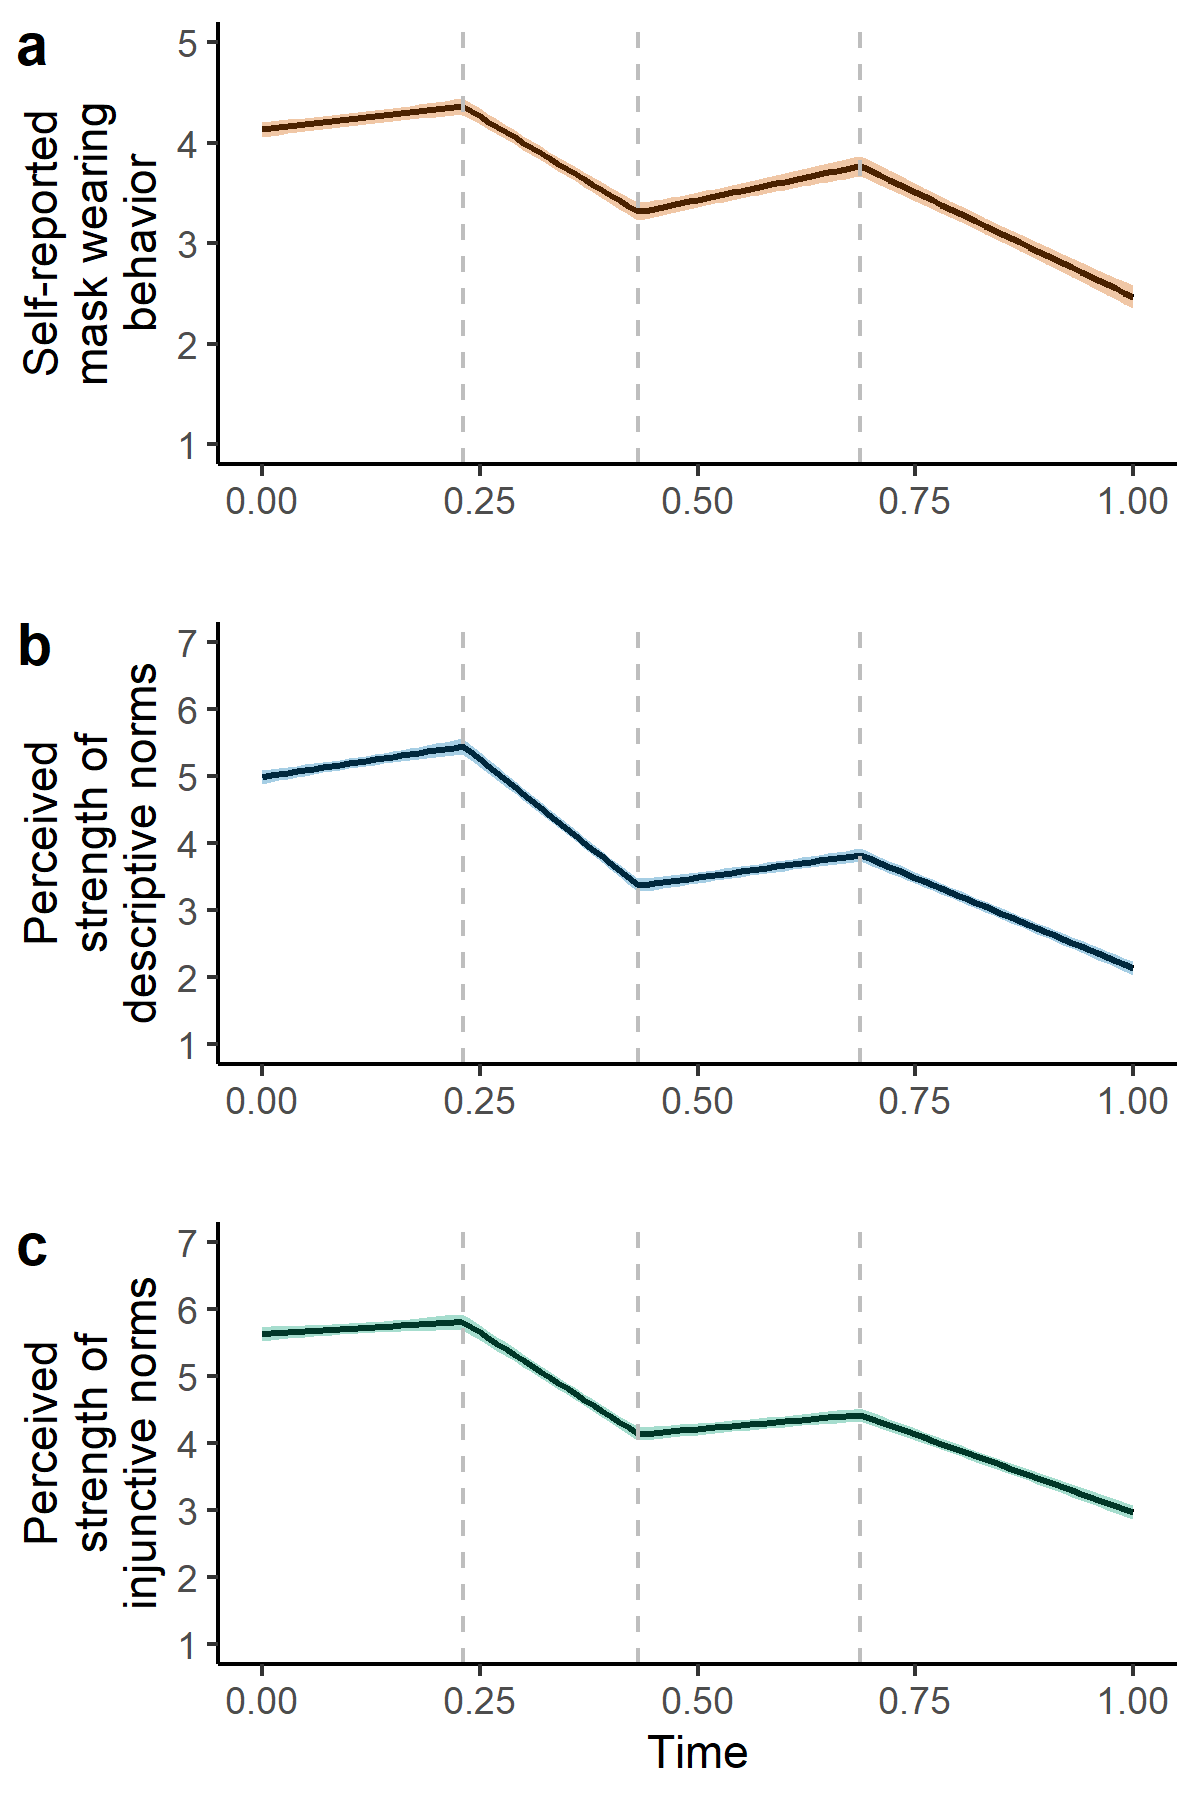 a
Self-reported
mask wearing
behavior
5
4
3
2
1
0.00 0.25 0.50 0.75 1.00
b
Perceived
strength of
descriptive norms
7
6
5
4
3
2
1
0.00 0.25 0.50 0.75 1.00
c
Perceived
strength of
injunctive norms
7
6
5
4
3
2
1
0.00 0.25 0.50 0.75 1.00
Time